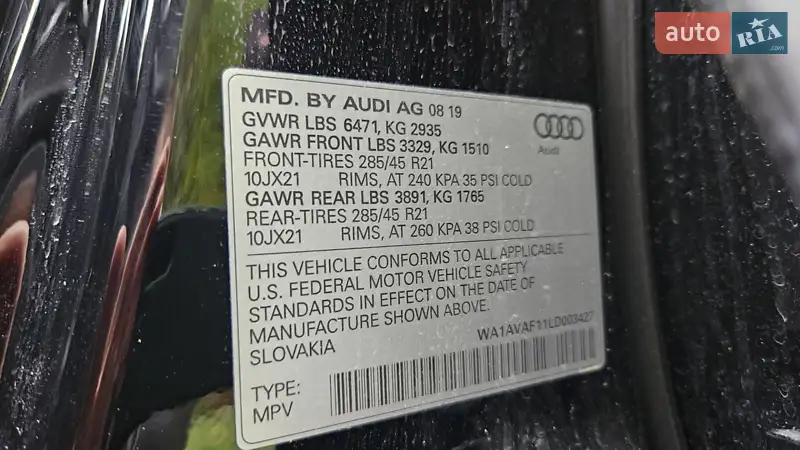 auto RIA
MFD. BY AUDI AG 08 19
GVWR LBS 6471, KG 2935
GAWR FRONT LBS 3329, KG 1510
FRONT-TIRES 285/45 R21
10JX21 RIMS, AT 240 KPA 35 PSI COLD
GAWR REAR LBS 3891, KG 1765
REAR-TIRES 285/45 R21
10JX21 RIMS, AT 260 KPA 38 PSI COLD
Audi
THIS VEHICLE CONFORMS TO ALL APPLICABLE
U.S. FEDERAL MOTOR VEHICLE SAFETY
STANDARDS IN EFFECT ON THE DATE OF
MANUFACTURE SHOWN ABOVE.
SLOVAKIA
WA1AVAF11LD003427
TYPE:
MPV